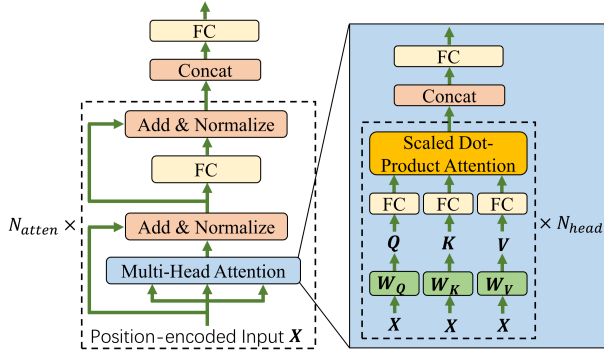 FC
Concat
Add & Normalize
FC
N_atten ×
Add & Normalize
Multi-Head Attention
Position-encoded Input X
FC
Concat
Scaled Dot-
Product Attention
FC FC FC
× N_head
Q K V
W_Q W_K W_V
X X X